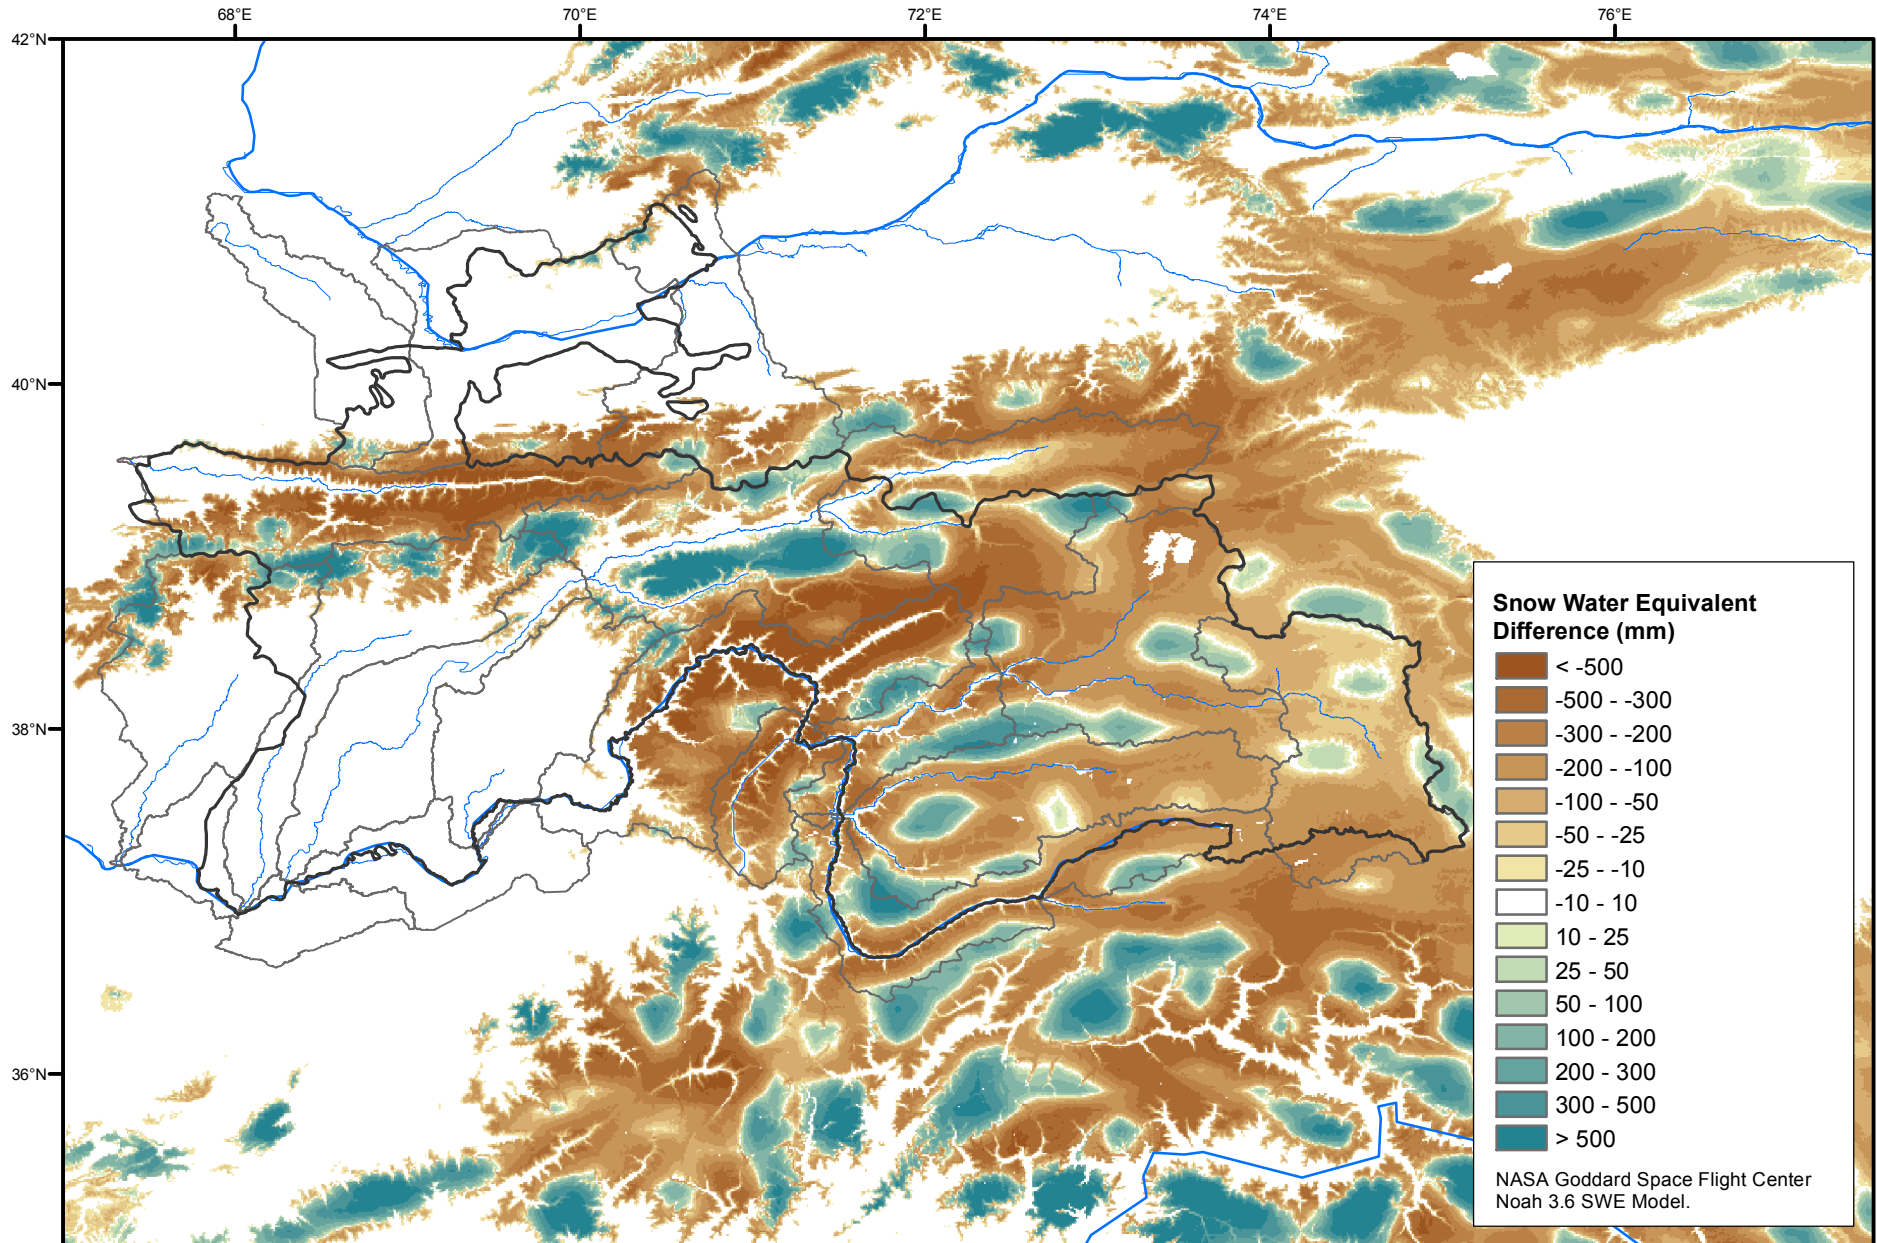 68°E
70°E
72°E
74°E
76°E
42°N
40°N
38°N
36°N
Snow Water Equivalent
Difference (mm)
< -500
-500 - -300
-300 - -200
-200 - -100
-100 - -50
-50 - -25
-25 - -10
-10 - 10
10 - 25
25 - 50
50 - 100
100 - 200
200 - 300
300 - 500
> 500
NASA Goddard Space Flight Center
Noah 3.6 SWE Model.